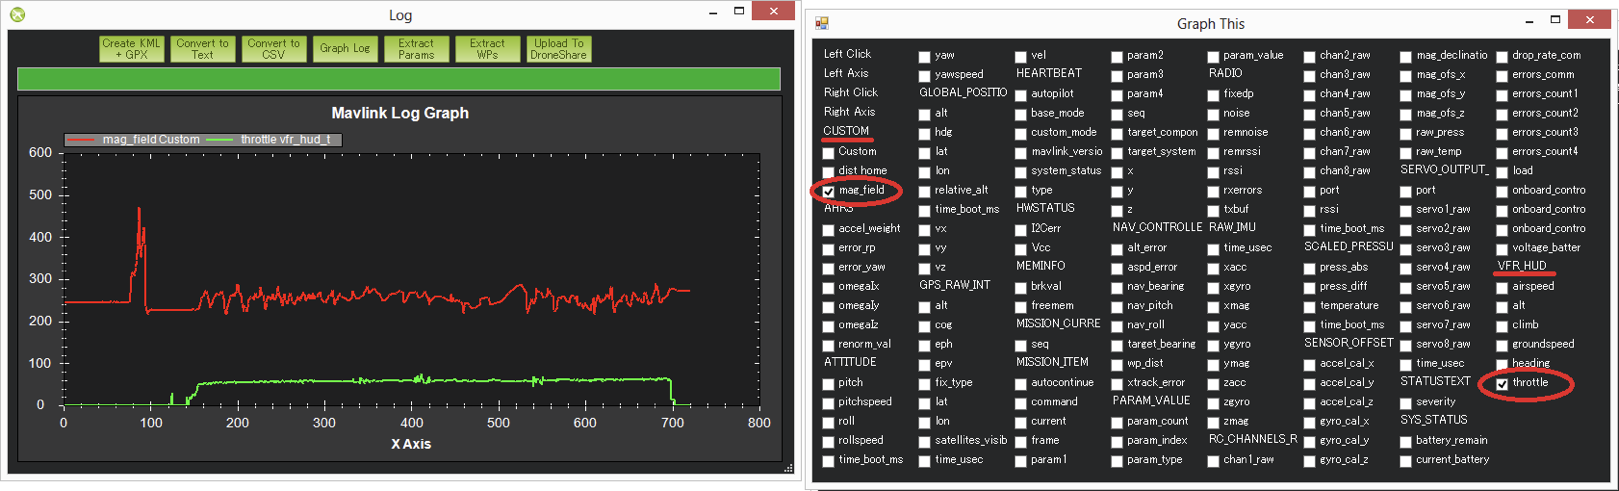 Log
Create KML
+ GPX
Convert to
Text
Convert to
CSV
Graph Log
Extract
Params
Extract
WPs
Upload To
DroneShare
Mavlink Log Graph
mag_field Custom
throttle vfr_hud_t
600
500
400
300
200
100
0
0
100
200
300
400
500
600
700
800
X Axis
Graph This
Left Click
Left Axis
Right Click
Right Axis
CUSTOM
Custom
dist home
mag_field
AHRS
accel_weight
error_rp
error_yaw
omegaIx
omegaIy
omegaIz
renorm_val
ATTITUDE
pitch
pitchspeed
roll
rollspeed
time_boot_ms
yaw
yawspeed
GLOBAL_POSITIO
alt
hdg
lat
lon
relative_alt
time_boot_ms
vx
vy
vz
GPS_RAW_INT
alt
cog
eph
epv
fix_type
lat
lon
satellites_visib
time_usec
vel
HEARTBEAT
autopilot
base_mode
custom_mode
mavlink_versio
system_status
type
HWSTATUS
I2Cerr
Vcc
MEMINFO
brkval
freemem
MISSION_CURRE
seq
MISSION_ITEM
autocontinue
command
current
frame
param1
param2
param3
param4
seq
target_compon
target_system
x
y
z
NAV_CONTROLLE
alt_error
aspd_error
nav_bearing
nav_pitch
nav_roll
target_bearing
wp_dist
xtrack_error
PARAM_VALUE
param_count
param_index
param_type
param_value
RADIO
fixedp
noise
remnoise
remrssi
rssi
rxerrors
txbuf
RAW_IMU
time_usec
xacc
xgyro
xmag
yacc
ygyro
ymag
zacc
zgyro
zmag
RC_CHANNELS_R
chan1_raw
chan2_raw
chan3_raw
chan4_raw
chan5_raw
chan6_raw
chan7_raw
chan8_raw
port
rssi
time_boot_ms
SCALED_PRESSU
press_abs
press_diff
temperature
time_boot_ms
SENSOR_OFFSET
accel_cal_x
accel_cal_y
accel_cal_z
gyro_cal_x
gyro_cal_y
gyro_cal_z
mag_declinatio
mag_ofs_x
mag_ofs_y
mag_ofs_z
raw_press
raw_temp
SERVO_OUTPUT_
port
servo1_raw
servo2_raw
servo3_raw
servo4_raw
servo5_raw
servo6_raw
servo7_raw
servo8_raw
time_usec
STATUSTEXT
severity
SYS_STATUS
battery_remain
current_battery
drop_rate_com
errors_comm
errors_count1
errors_count2
errors_count3
errors_count4
load
onboard_contro
onboard_contro
onboard_contro
voltage_batter
VFR_HUD
airspeed
alt
climb
groundspeed
heading
throttle